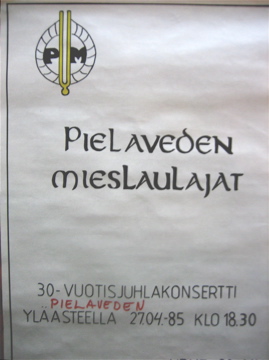 PM
PIELAVEDEN
MIESLAULAJAT
30-VUOTISJUHLAKONSERTTI
PIELAVEDEN
YLÄASTEELLA 27.04.-85 KLO 18.30